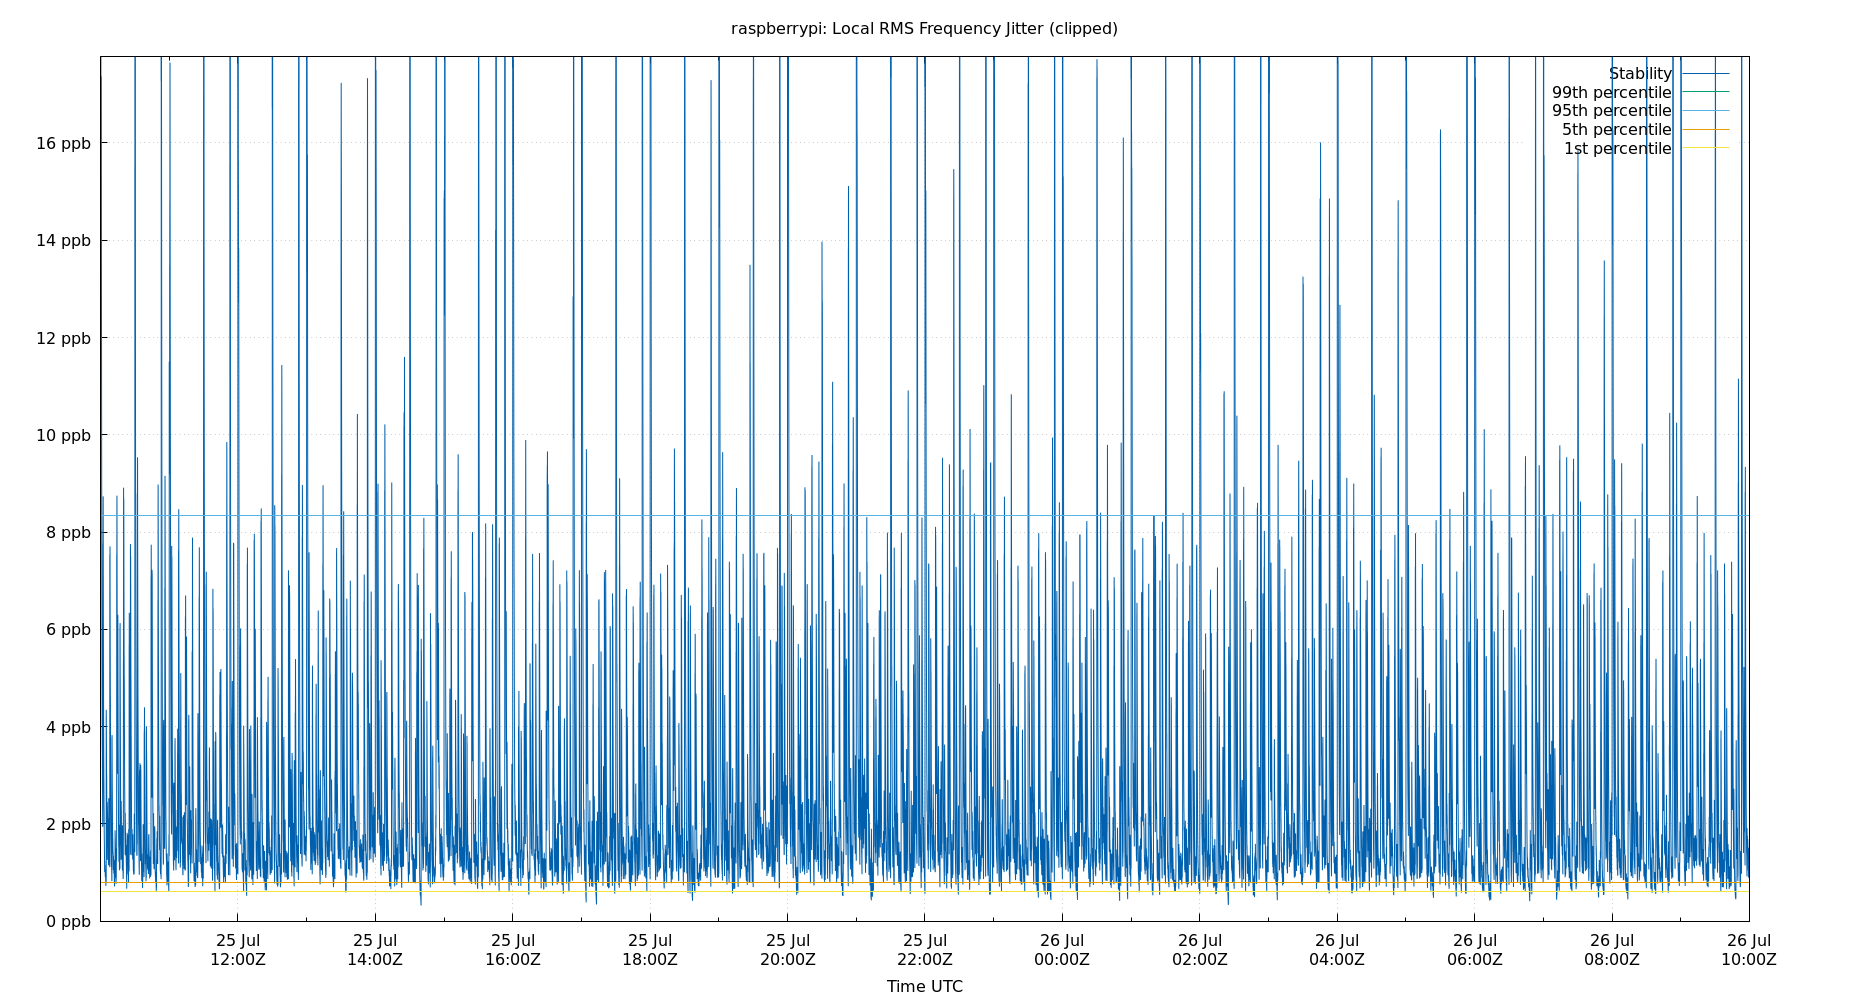 raspberrypi: Local RMS Frequency Jitter (clipped)
Stability
99th percentile
95th percentile
5th percentile
1st percentile
16 ppb
14 ppb
12 ppb
10 ppb
8 ppb
6 ppb
4 ppb
2 ppb
0 ppb
25 Jul 25 Jul 25 Jul 25 Jul 25 Jul 25 Jul 26 Jul 26 Jul 26 Jul 26 Jul 26 Jul 26 Jul
12:00Z 14:00Z 16:00Z 18:00Z 20:00Z 22:00Z 00:00Z 02:00Z 04:00Z 06:00Z 08:00Z 10:00Z
Time UTC